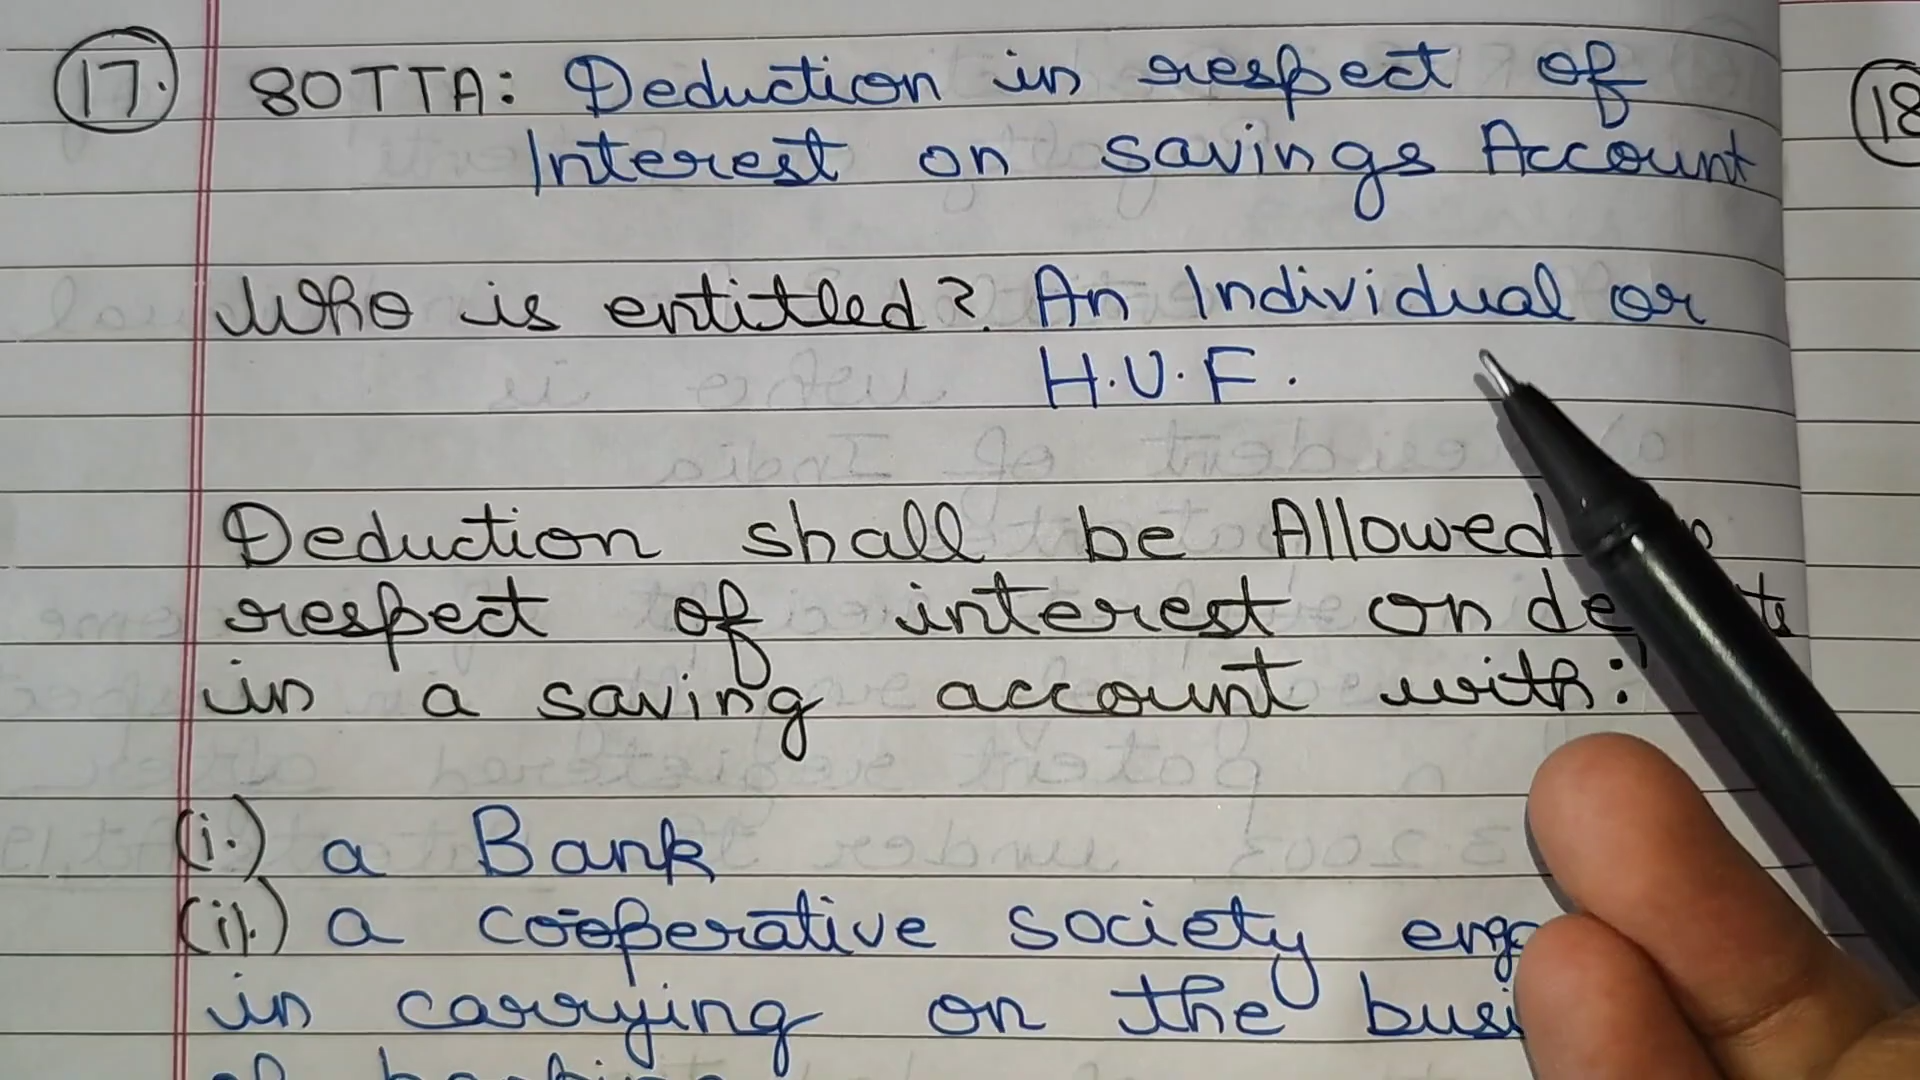 17. 80TTA: Deduction in respect of
Interest on savings Account
Who is entitled? An Individual or
H.U.F.
Deduction shall be Allowed
respect of interest on
in a saving account with:
(i.) a Bank
(ii.) a cooperative society
in carrying on the
18